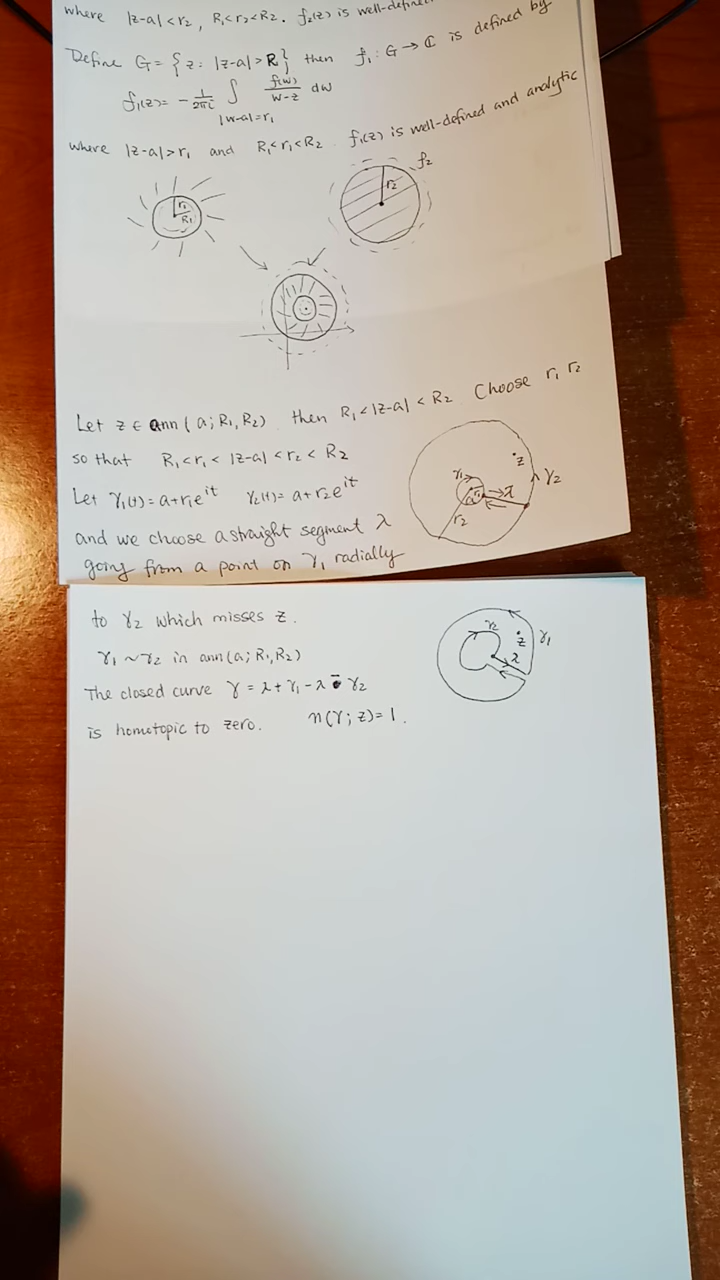 where |z-a| < r2, R1<r2<R2. f2(z) is well-define
Define G = { z : |z-a| > R } then f1 : G → ℂ is defined by
f1(z) = - 1/2πi ∫|w-a|=r1 f(w)/w-z dw
where |z-a| > r1 and R1<r1<R2 f1(z) is well-defined and analytic
r1
R1
r2
f2
Let z ∈ ann (a; R1, R2) then R1 < |z-a| < R2 Choose r1 r2
so that R1 < r1 < |z-a| < r2 < R2
Let γ1(t) = a+r1e^it γ2(t) = a+r2e^it
and we choose a straight segment λ
going from a point on γ1 radially
z
γ1
γ2
λ
r2
to γ2 which misses z.
γ1 ~ γ2 in ann(a; R1, R2)
The closed curve γ = λ + γ1 - λ - γ2
is homotopic to zero. n(γ; z) = 1.
γ2
z
γ1
λ